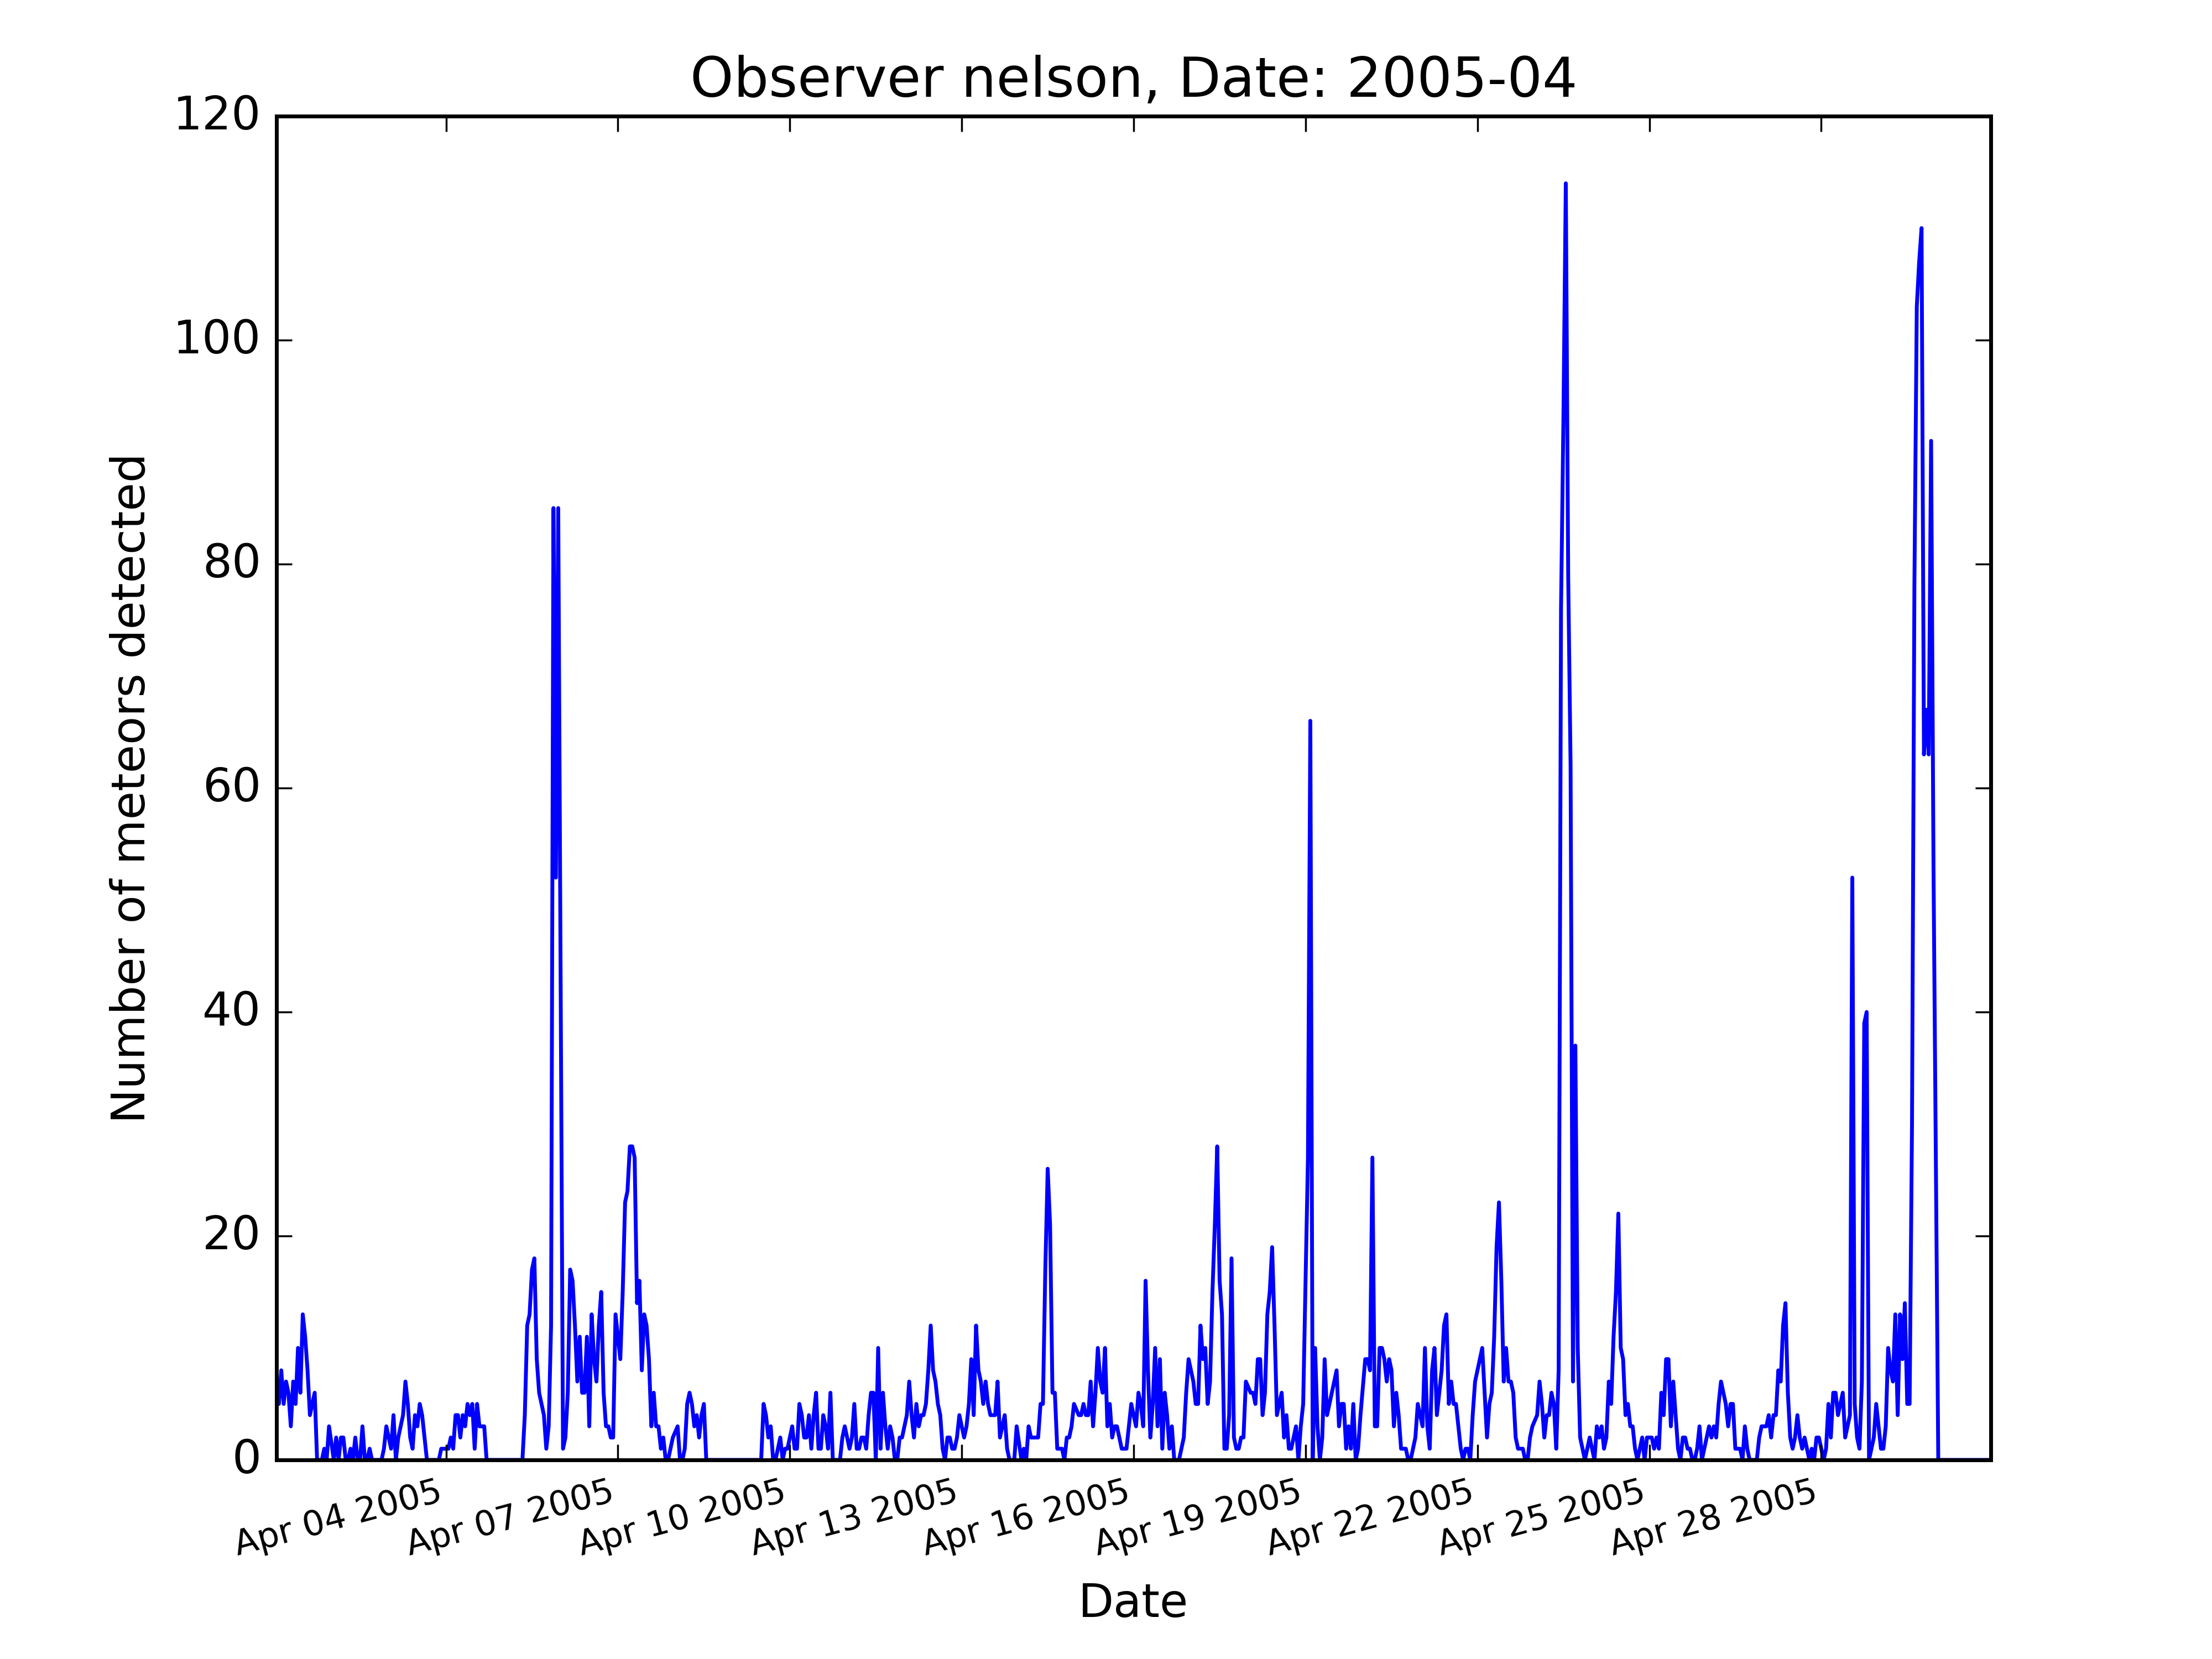 Observer nelson, Date: 2005-04
120
100
80
60
40
20
0
Number of meteors detected
Apr 04 2005
Apr 07 2005
Apr 10 2005
Apr 13 2005
Apr 16 2005
Apr 19 2005
Apr 22 2005
Apr 25 2005
Apr 28 2005
Date